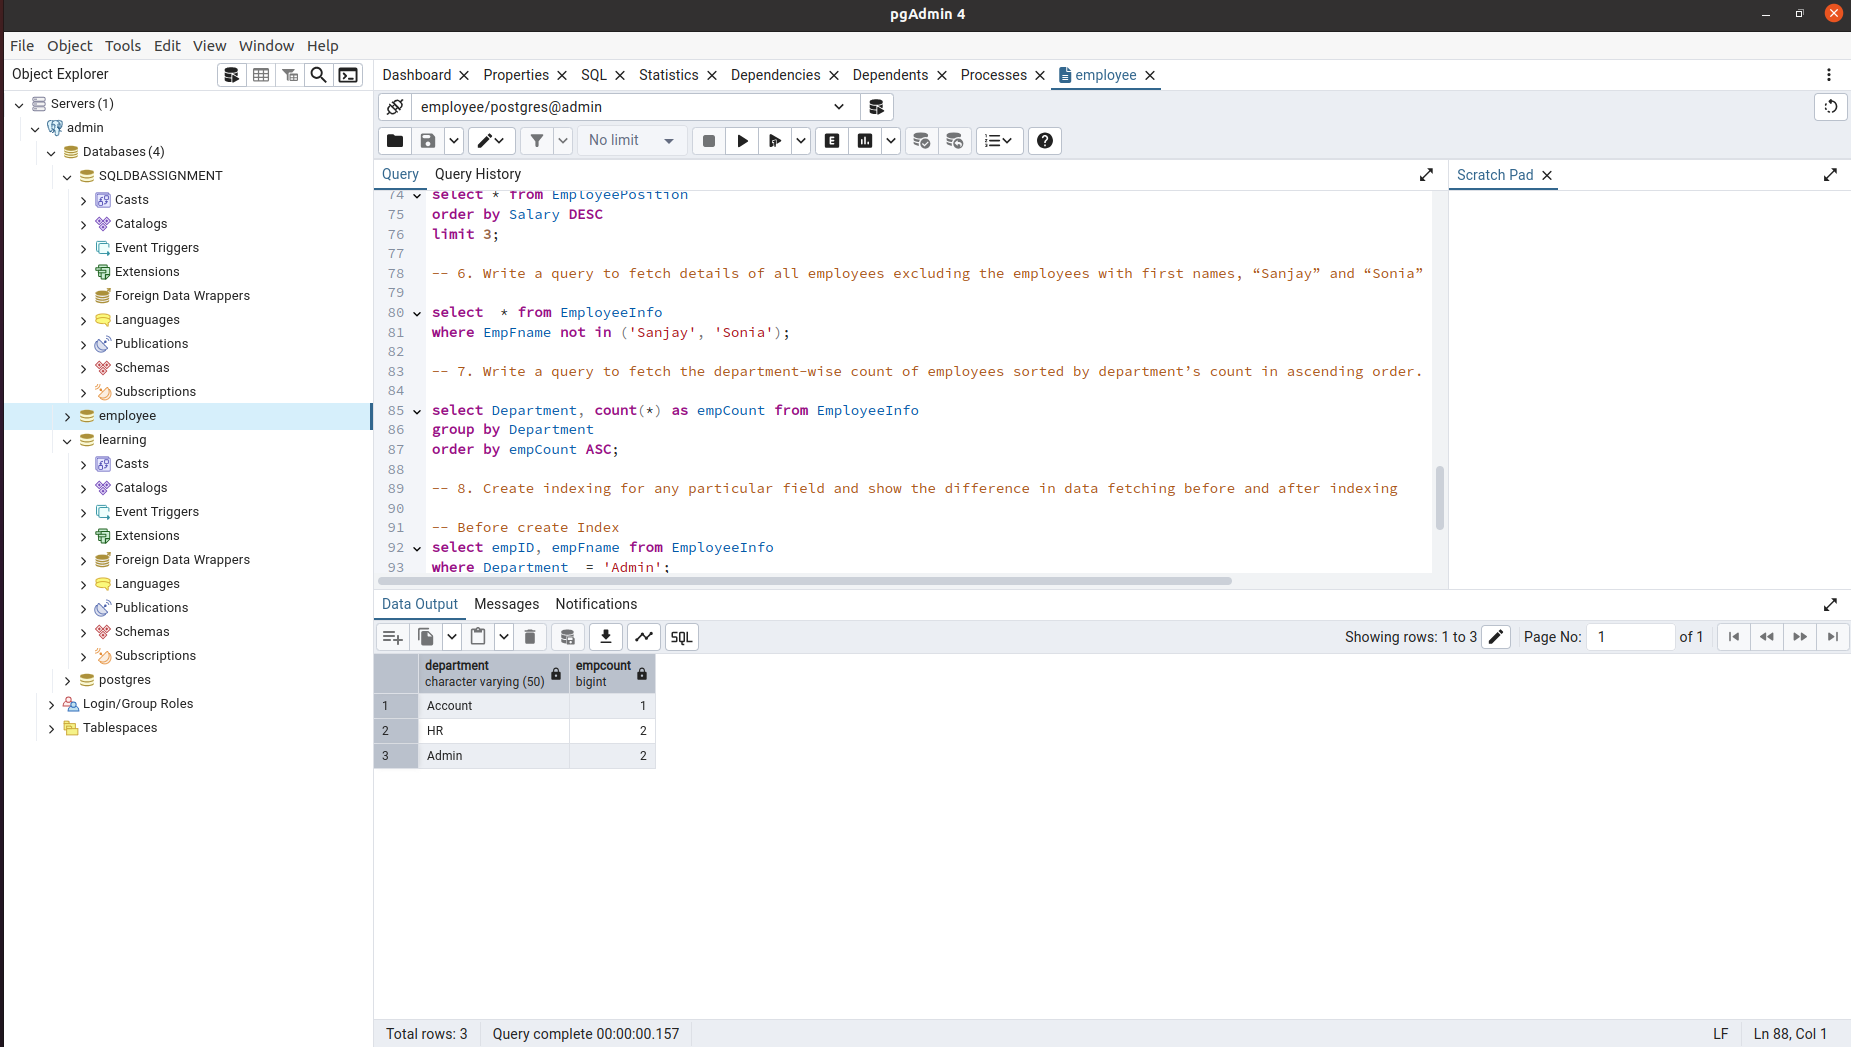 pgAdmin 4
File Object Tools Edit View Window Help
Object Explorer
Servers (1)
admin
Databases (4)
SQLDBASSIGNMENT
Casts
Catalogs
Event Triggers
Extensions
Foreign Data Wrappers
Languages
Publications
Schemas
Subscriptions
employee
learning
Casts
Catalogs
Event Triggers
Extensions
Foreign Data Wrappers
Languages
Publications
Schemas
Subscriptions
postgres
Login/Group Roles
Tablespaces
Dashboard Properties SQL Statistics Dependencies Dependents Processes employee
employee/postgres@admin
No limit
E
Query Query History
Scratch Pad
74 select * from EmployeePosition
75 order by Salary DESC
76 limit 3;
77
78 -- 6. Write a query to fetch details of all employees excluding the employees with first names, “Sanjay” and “Sonia”
79
80 select  * from EmployeeInfo
81 where EmpFname not in ('Sanjay', 'Sonia');
82
83 -- 7. Write a query to fetch the department-wise count of employees sorted by department’s count in ascending order.
84
85 select Department, count(*) as empCount from EmployeeInfo
86 group by Department
87 order by empCount ASC;
88
89 -- 8. Create indexing for any particular field and show the difference in data fetching before and after indexing
90
91 -- Before create Index
92 select empID, empFname from EmployeeInfo
93 where Department  = 'Admin';
Data Output Messages Notifications
SQL
Showing rows: 1 to 3 Page No: 1 of 1
department empcount
character varying (50) bigint
1 Account 1
2 HR 2
3 Admin 2
Total rows: 3 Query complete 00:00:00.157 LF Ln 88, Col 1